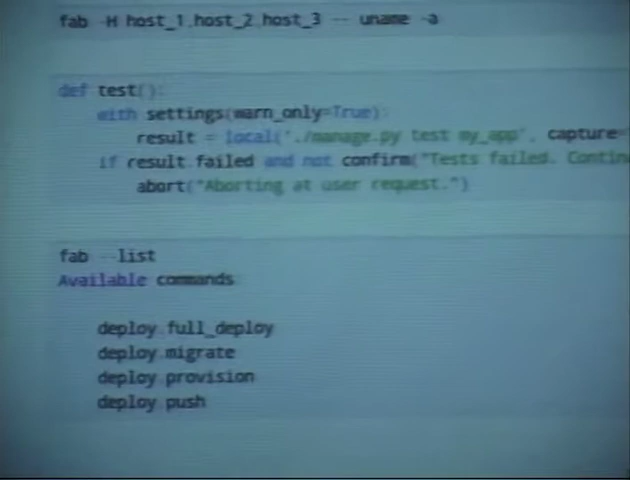 fab -H host_1,host_2,host_3 -- uname -a
def test():
with settings(warn_only=True):
result = local('./manage.py test my_app', capture=
if result.failed and not confirm("Tests failed. Contin
abort("Aborting at user request.")
fab --list
Available commands
deploy.full_deploy
deploy.migrate
deploy.provision
deploy.push